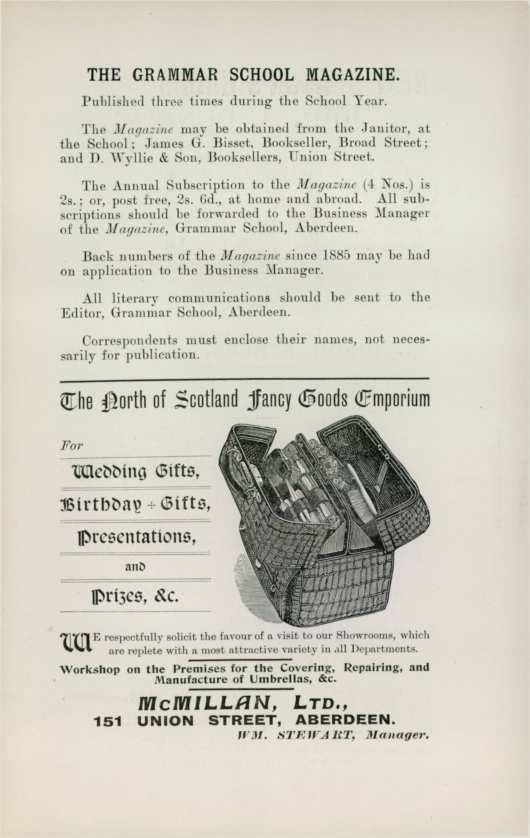 THE GRAMMAR SCHOOL MAGAZINE.
Published three times during the School Year.
The Magazine may be obtained from the Janitor, at
the School; James G. Bisset, Bookseller, Broad Street;
and D. Wyllie & Son, Booksellers, Union Street.
The Annual Subscription to the Magazine (4 Nos.) is
2s.; or, post free, 2s. 6d., at home and abroad. All sub-
scriptions should be forwarded to the Business Manager
of the Magazine, Grammar School, Aberdeen.
Back numbers of the Magazine since 1885 may be had
on application to the Business Manager.
All literary communications should be sent to the
Editor, Grammar School, Aberdeen.
Correspondents must enclose their names, not neces-
sarily for publication.
The North of Scotland Fancy Goods Emporium
For
Wedding Gifts,
Birthday ÷ Gifts,
Presentations,
and
Prizes, &c.
WE respectfully solicit the favour of a visit to our Showrooms, which
are replete with a most attractive variety in all Departments.
Workshop on the Premises for the Covering, Repairing, and
Manufacture of Umbrellas, &c.
McMILLAN, LTD.,
151 UNION STREET, ABERDEEN.
WM. STEWART, Manager.